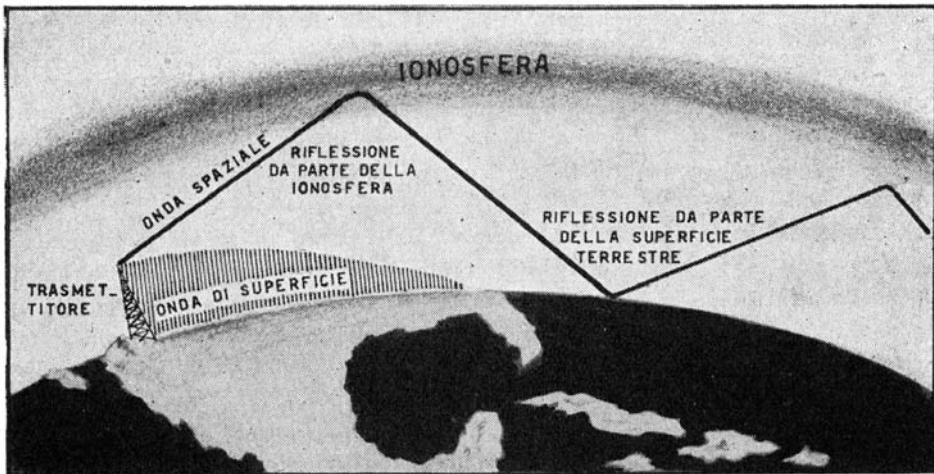 IONOSFERA
ONDA SPAZIALE
RIFLESSIONE
DA PARTE DELLA
IONOSFERA
RIFLESSIONE DA PARTE
DELLA SUPERFICIE
TERRESTRE
TRASMET_
TITORE
ONDA DI SUPERFICIE